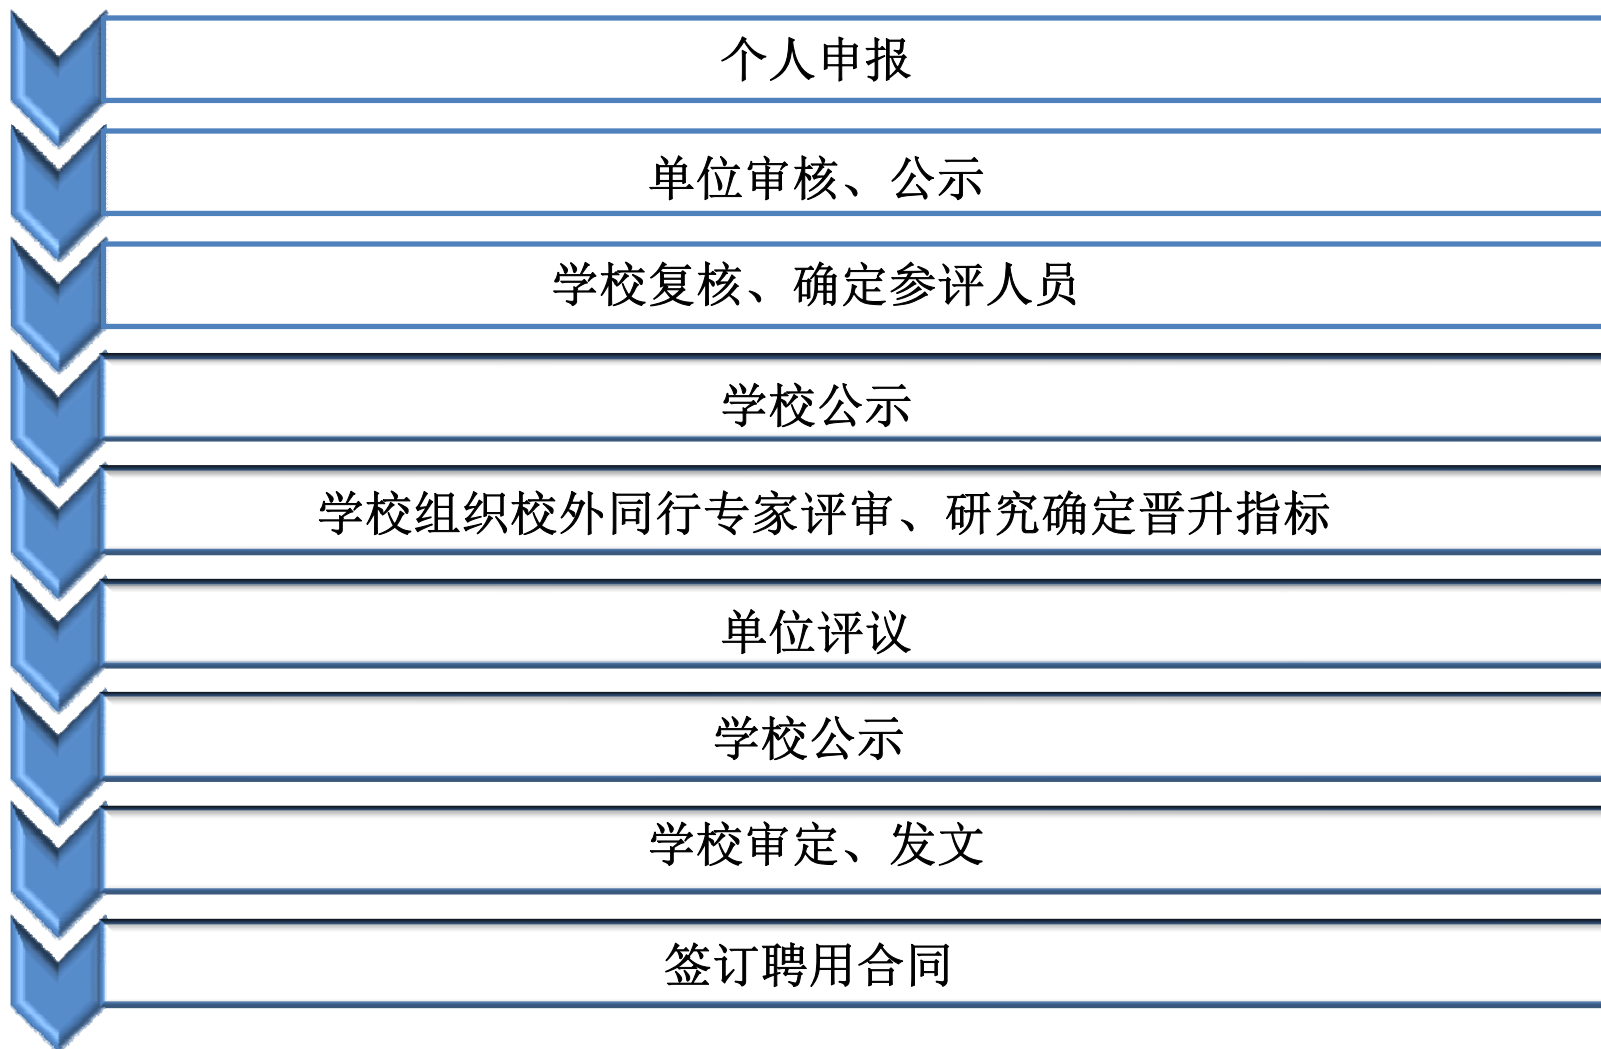 个人申报
单位审核、公示
学校复核、确定参评人员
学校公示
学校组织校外同行专家评审、研究确定晋升指标
单位评议
学校公示
学校审定、发文
签订聘用合同